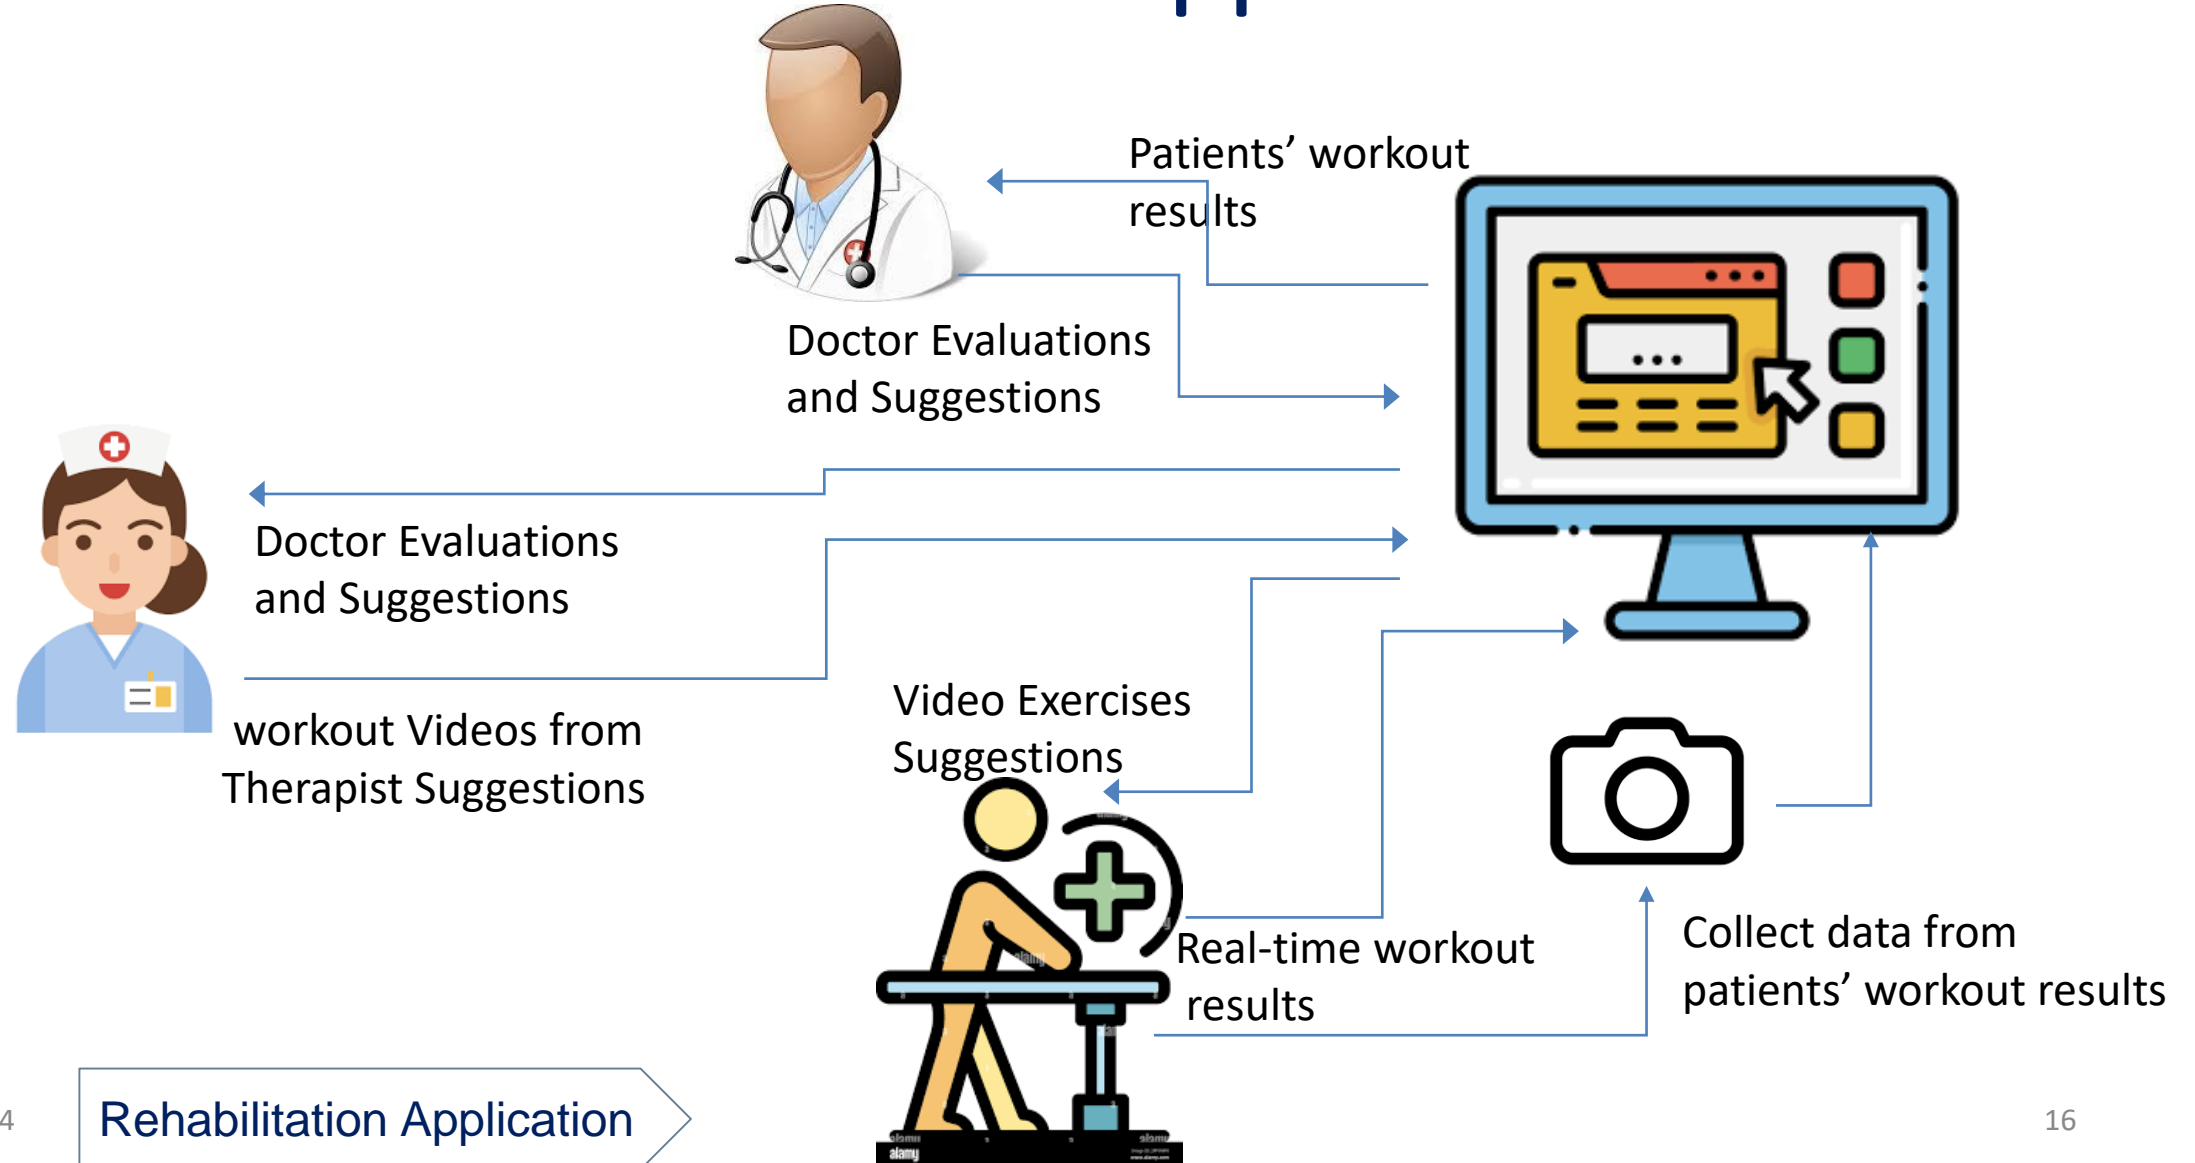 Patients’ workout
results
Doctor Evaluations
and Suggestions
Doctor Evaluations
and Suggestions
workout Videos from
Therapist Suggestions
Video Exercises
Suggestions
Real-time workout
results
Collect data from
patients’ workout results
alamy
4
Rehabilitation Application
16